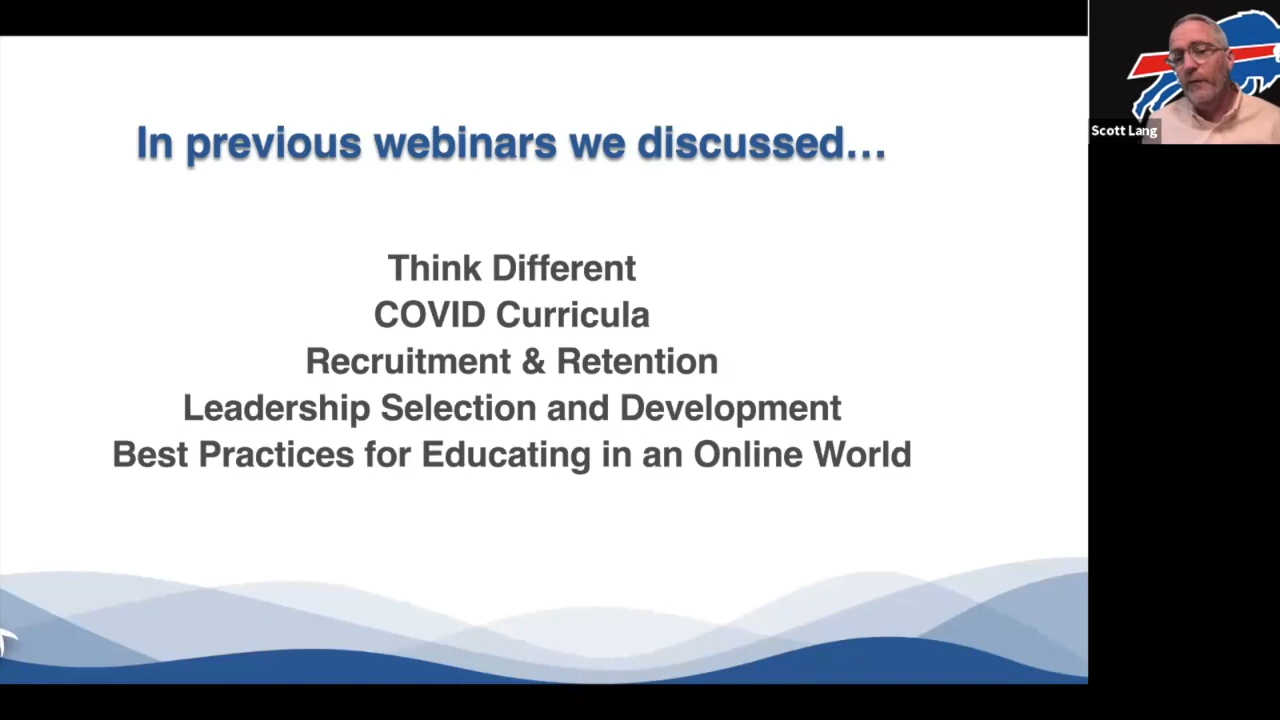 In previous webinars we discussed…
Think Different
COVID Curricula
Recruitment & Retention
Leadership Selection and Development
Best Practices for Educating in an Online World
Scott Lang